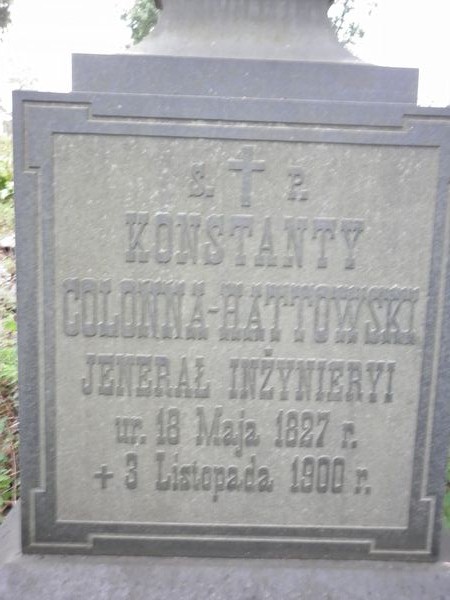 Ś. † P.
KONSTANTY
COLONNA-HATTOWSKI
JENERAŁ INŻYNIERYI
ur. 18 Maja 1827 r.
+ 3 Listopada 1900 r.